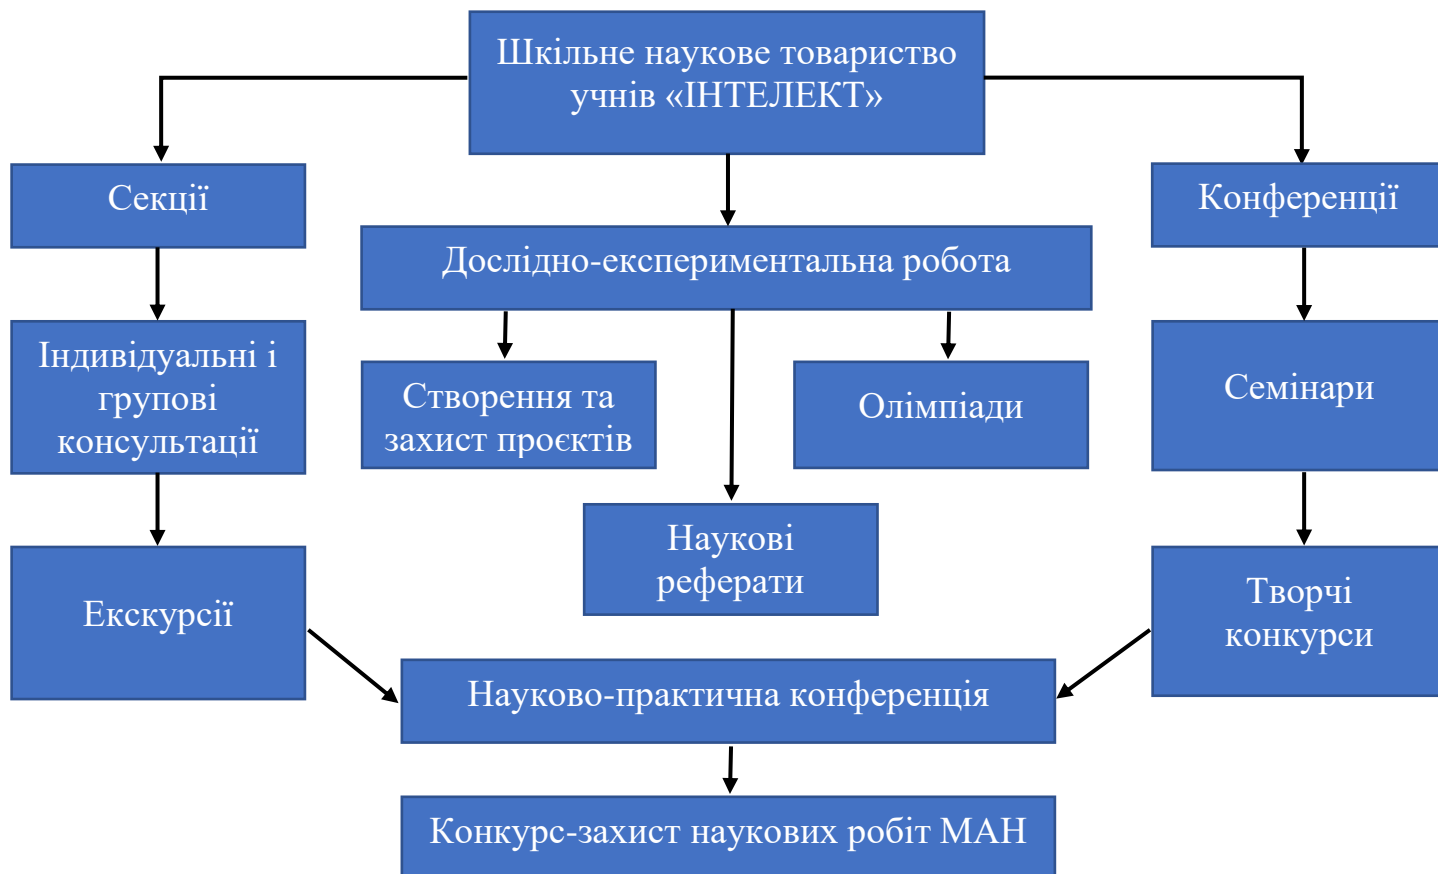 Шкільне наукове товариство
учнів «ІНТЕЛЕКТ»
Секції
Конференції
Дослідно-експериментальна робота
Індивідуальні і
групові
консультації
Створення та
захист проєктів
Олімпіади
Семінари
Наукові
реферати
Екскурсії
Творчі
конкурси
Науково-практична конференція
Конкурс-захист наукових робіт МАН